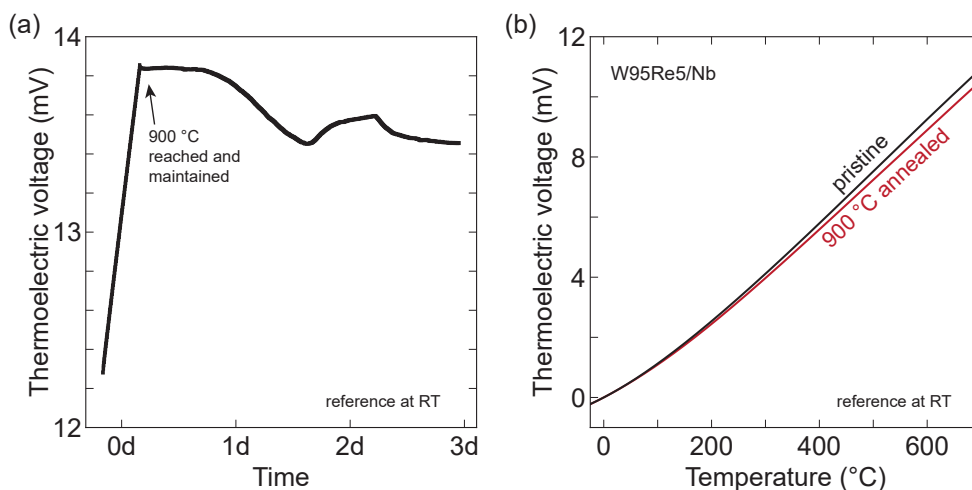 (a)
14
13
12
Thermoelectric voltage (mV)
900 °C
reached and
maintained
reference at RT
0d 1d 2d 3d
Time
(b)
12
8
4
0
Thermoelectric voltage (mV)
W95Re5/Nb
pristine
900 °C annealed
reference at RT
0 200 400 600
Temperature (°C)